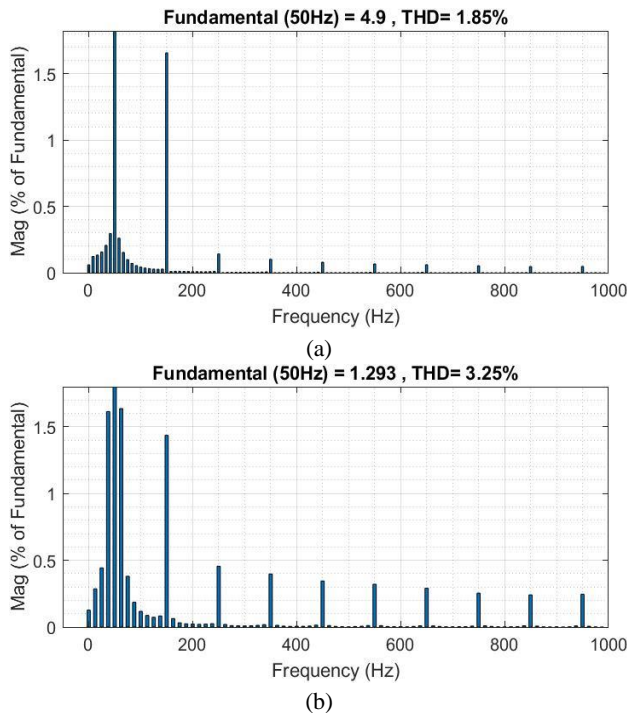 Fundamental (50Hz) = 4.9 , THD= 1.85%
Mag (% of Fundamental)
1.5
1
0.5
0
0 200 400 600 800 1000
Frequency (Hz)
(a)
Fundamental (50Hz) = 1.293 , THD= 3.25%
Mag (% of Fundamental)
1.5
1
0.5
0
0 200 400 600 800 1000
Frequency (Hz)
(b)